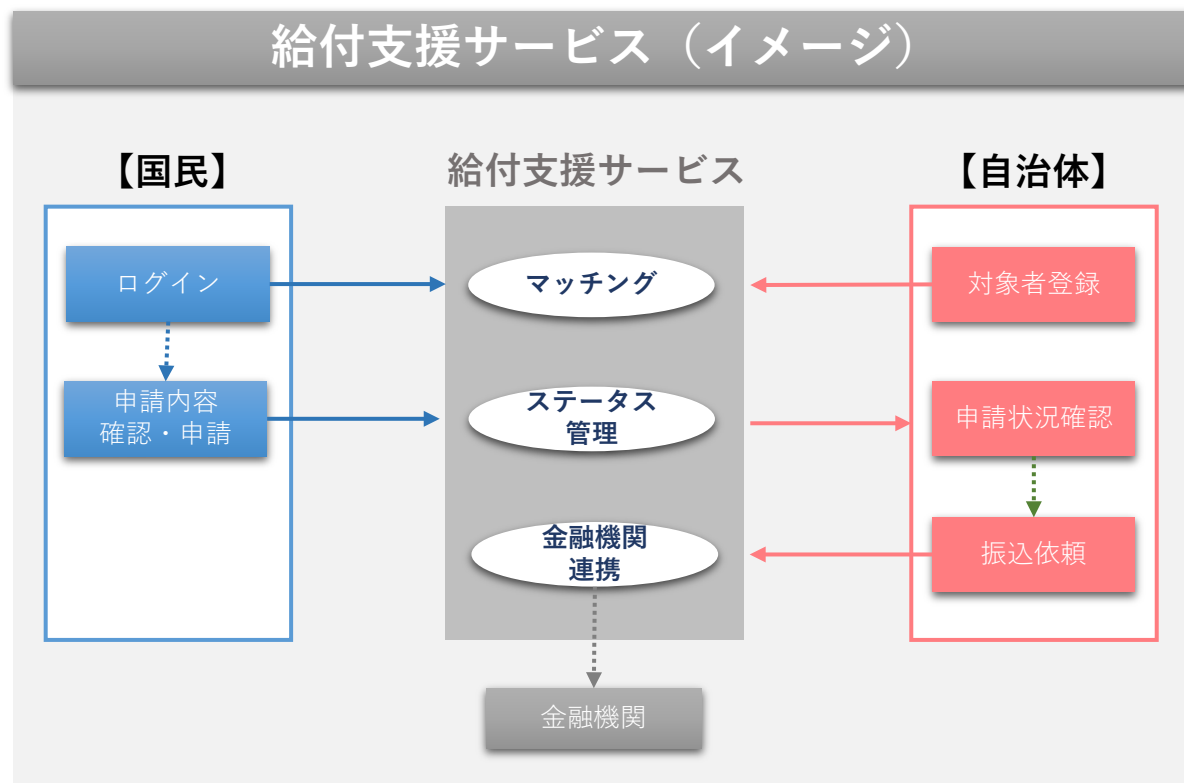 給付支援サービス（イメージ）
【国民】
給付支援サービス
【自治体】
ログイン
マッチング
対象者登録
申請内容
確認・申請
ステータス
管理
申請状況確認
金融機関
連携
振込依頼
金融機関